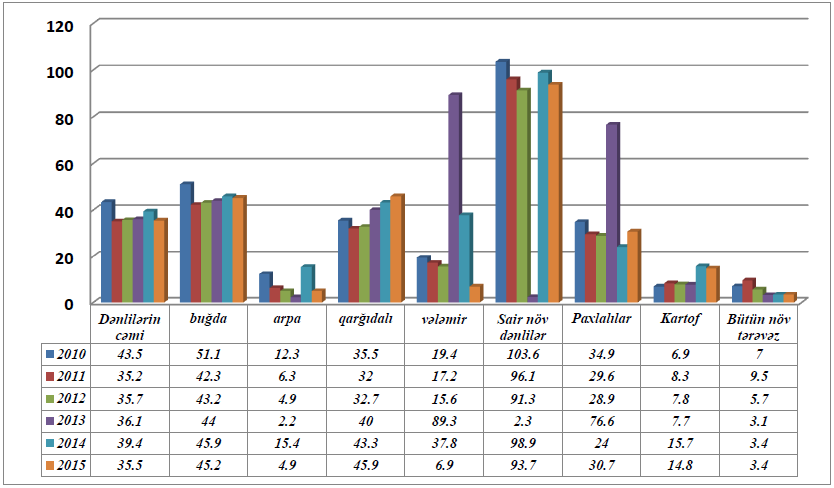 120
100
80
60
40
20
0
Dənlilərin cəmi buğda arpa qarğıdalı vələmir Sair növ dənlilər Paxlalılar Kartof Bütün növ tərəvəz
2010 43.5 51.1 12.3 35.5 19.4 103.6 34.9 6.9 7
2011 35.2 42.3 6.3 32 17.2 96.1 29.6 8.3 9.5
2012 35.7 43.2 4.9 32.7 15.6 91.3 28.9 7.8 5.7
2013 36.1 44 2.2 40 89.3 2.3 76.6 7.7 3.1
2014 39.4 45.9 15.4 43.3 37.8 98.9 24 15.7 3.4
2015 35.5 45.2 4.9 45.9 6.9 93.7 30.7 14.8 3.4